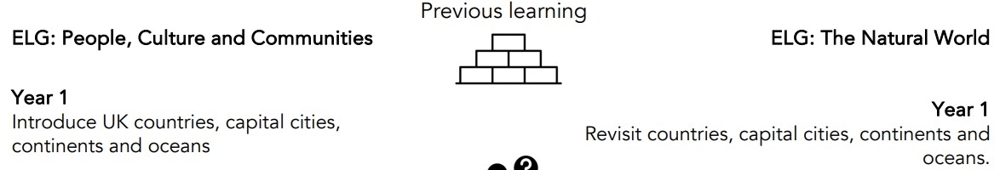 Previous learning
ELG: People, Culture and Communities
ELG: The Natural World
Year 1
Introduce UK countries, capital cities,
continents and oceans
Year 1
Revisit countries, capital cities, continents and
oceans.
?